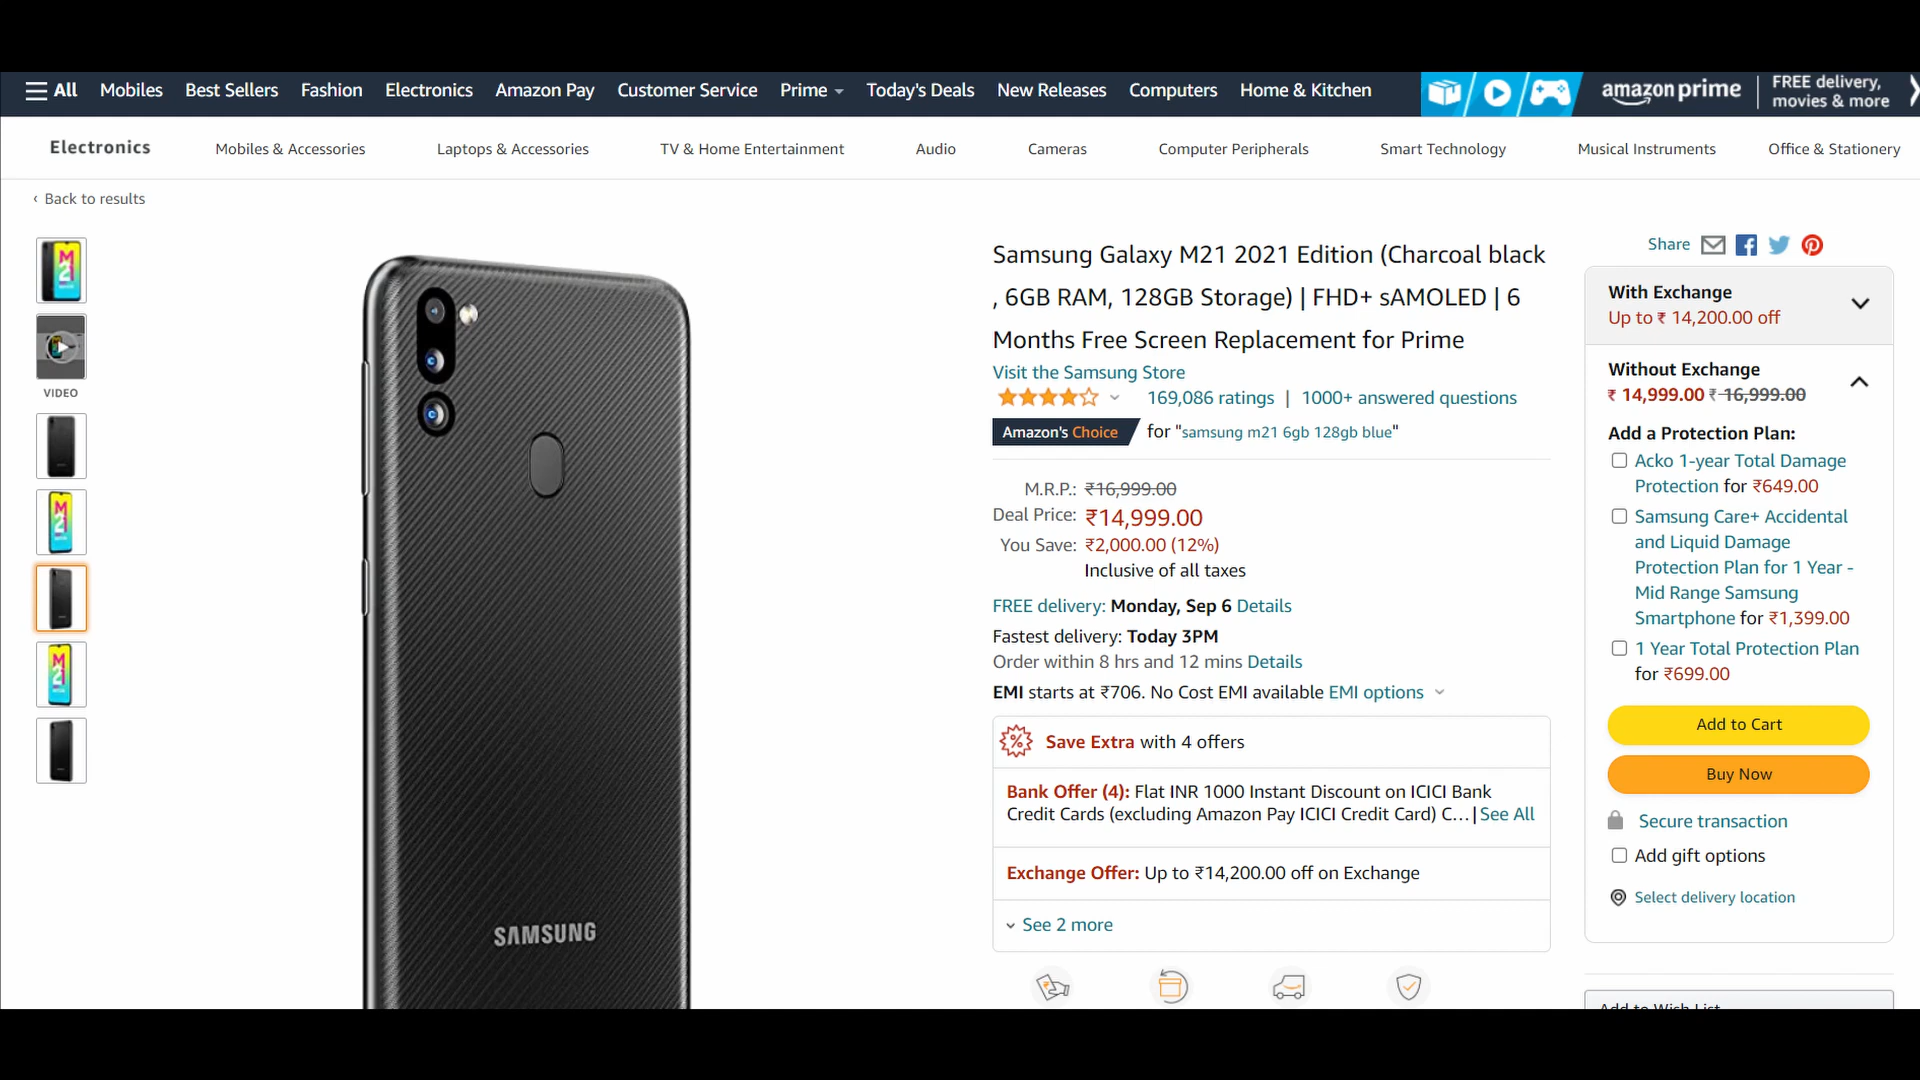 All Mobiles Best Sellers Fashion Electronics Amazon Pay Customer Service Prime Today's Deals New Releases Computers Home & Kitchen
amazon prime
FREE delivery,
movies & more
Electronics Mobiles & Accessories Laptops & Accessories TV & Home Entertainment Audio Cameras Computer Peripherals Smart Technology Musical Instruments Office & Stationery
‹ Back to results
M21
VIDEO
M21
M21
SAMSUNG
Samsung Galaxy M21 2021 Edition (Charcoal black
, 6GB RAM, 128GB Storage) | FHD+ sAMOLED | 6
Months Free Screen Replacement for Prime
Visit the Samsung Store
169,086 ratings | 1000+ answered questions
Amazon's Choice for "samsung m21 6gb 128gb blue"
M.R.P.: ₹16,999.00
Deal Price: ₹14,999.00
You Save: ₹2,000.00 (12%)
Inclusive of all taxes
FREE delivery: Monday, Sep 6 Details
Fastest delivery: Today 3PM
Order within 8 hrs and 12 mins Details
EMI starts at ₹706. No Cost EMI available EMI options
Save Extra with 4 offers
Bank Offer (4): Flat INR 1000 Instant Discount on ICICI Bank
Credit Cards (excluding Amazon Pay ICICI Credit Card) C... | See All
Exchange Offer: Up to ₹14,200.00 off on Exchange
See 2 more
Share
With Exchange
Up to ₹ 14,200.00 off
Without Exchange
₹ 14,999.00 ₹ 16,999.00
Add a Protection Plan:
Acko 1-year Total Damage
Protection for ₹649.00
Samsung Care+ Accidental
and Liquid Damage
Protection Plan for 1 Year -
Mid Range Samsung
Smartphone for ₹1,399.00
1 Year Total Protection Plan
for ₹699.00
Add to Cart
Buy Now
Secure transaction
Add gift options
Select delivery location
Add to Wish List